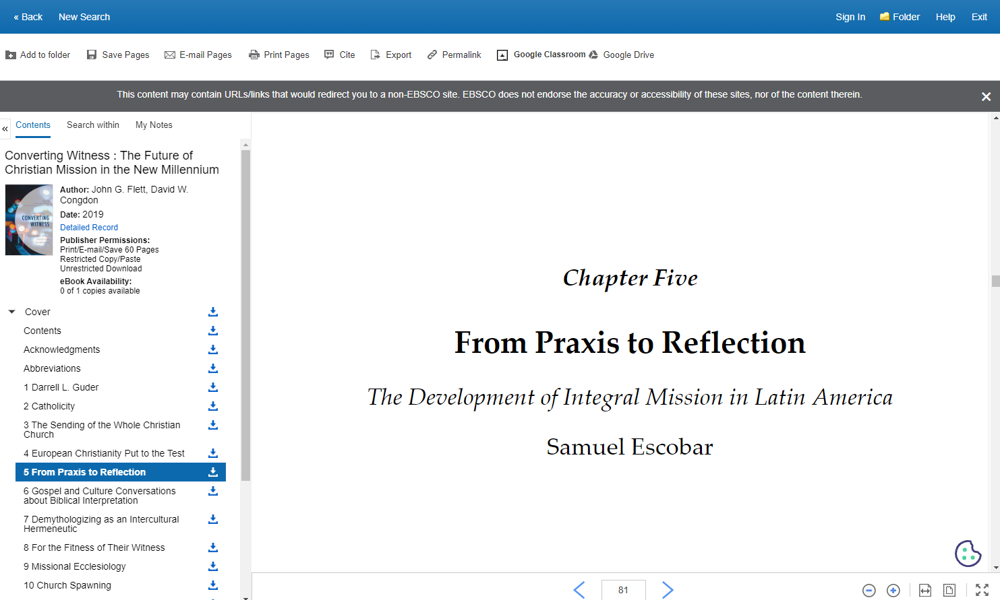 « Back New Search Sign In Folder Help Exit
Add to folder Save Pages E-mail Pages Print Pages Cite Export Permalink Google Classroom Google Drive
This content may contain URLs/links that would redirect you to a non-EBSCO site. EBSCO does not endorse the accuracy or accessibility of these sites, nor of the content therein.
« Contents Search within My Notes
Converting Witness : The Future of
Christian Mission in the New Millennium
CONVERTING
WITNESS
Author: John G. Flett, David W.
Congdon
Date: 2019
Detailed Record
Publisher Permissions:
Print/E-mail/Save 60 Pages
Restricted Copy/Paste
Unrestricted Download
eBook Availability:
0 of 1 copies available
Cover
Contents
Acknowledgments
Abbreviations
1 Darrell L. Guder
2 Catholicity
3 The Sending of the Whole Christian
Church
4 European Christianity Put to the Test
5 From Praxis to Reflection
6 Gospel and Culture Conversations
about Biblical Interpretation
7 Demythologizing as an Intercultural
Hermeneutic
8 For the Fitness of Their Witness
9 Missional Ecclesiology
10 Church Spawning
Chapter Five
From Praxis to Reflection
The Development of Integral Mission in Latin America
Samuel Escobar
81